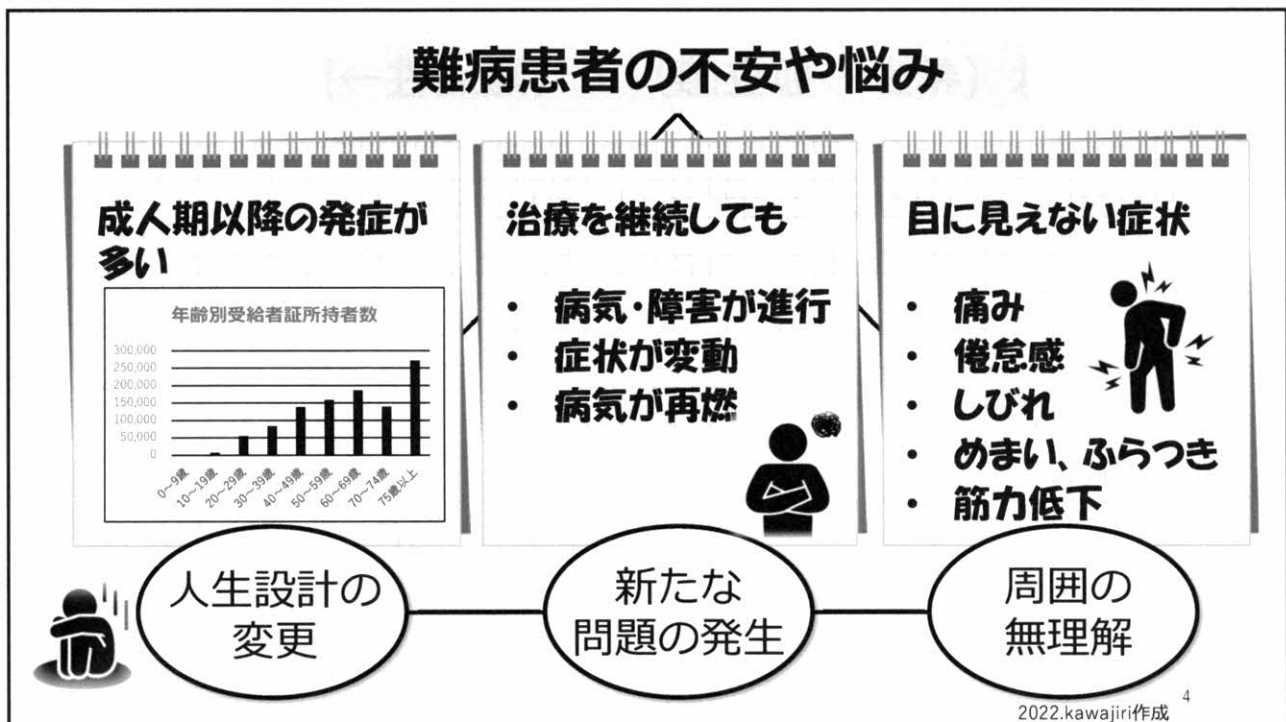 難病患者の不安や悩み
成人期以降の発症が
多い
年齢別受給者証所持者数
300,000
250,000
200,000
150,000
100,000
50,000
0
0～9歳
10～19歳
20～29歳
30～39歳
40～49歳
50～59歳
60～69歳
70～74歳
75歳以上
人生設計の
変更
治療を継続しても
・ 病気・障害が進行
・ 症状が変動
・ 病気が再燃
新たな
問題の発生
目に見えない症状
・ 痛み
・ 倦怠感
・ しびれ
・ めまい、ふらつき
・ 筋力低下
周囲の
無理解
4
2022.kawajiri作成